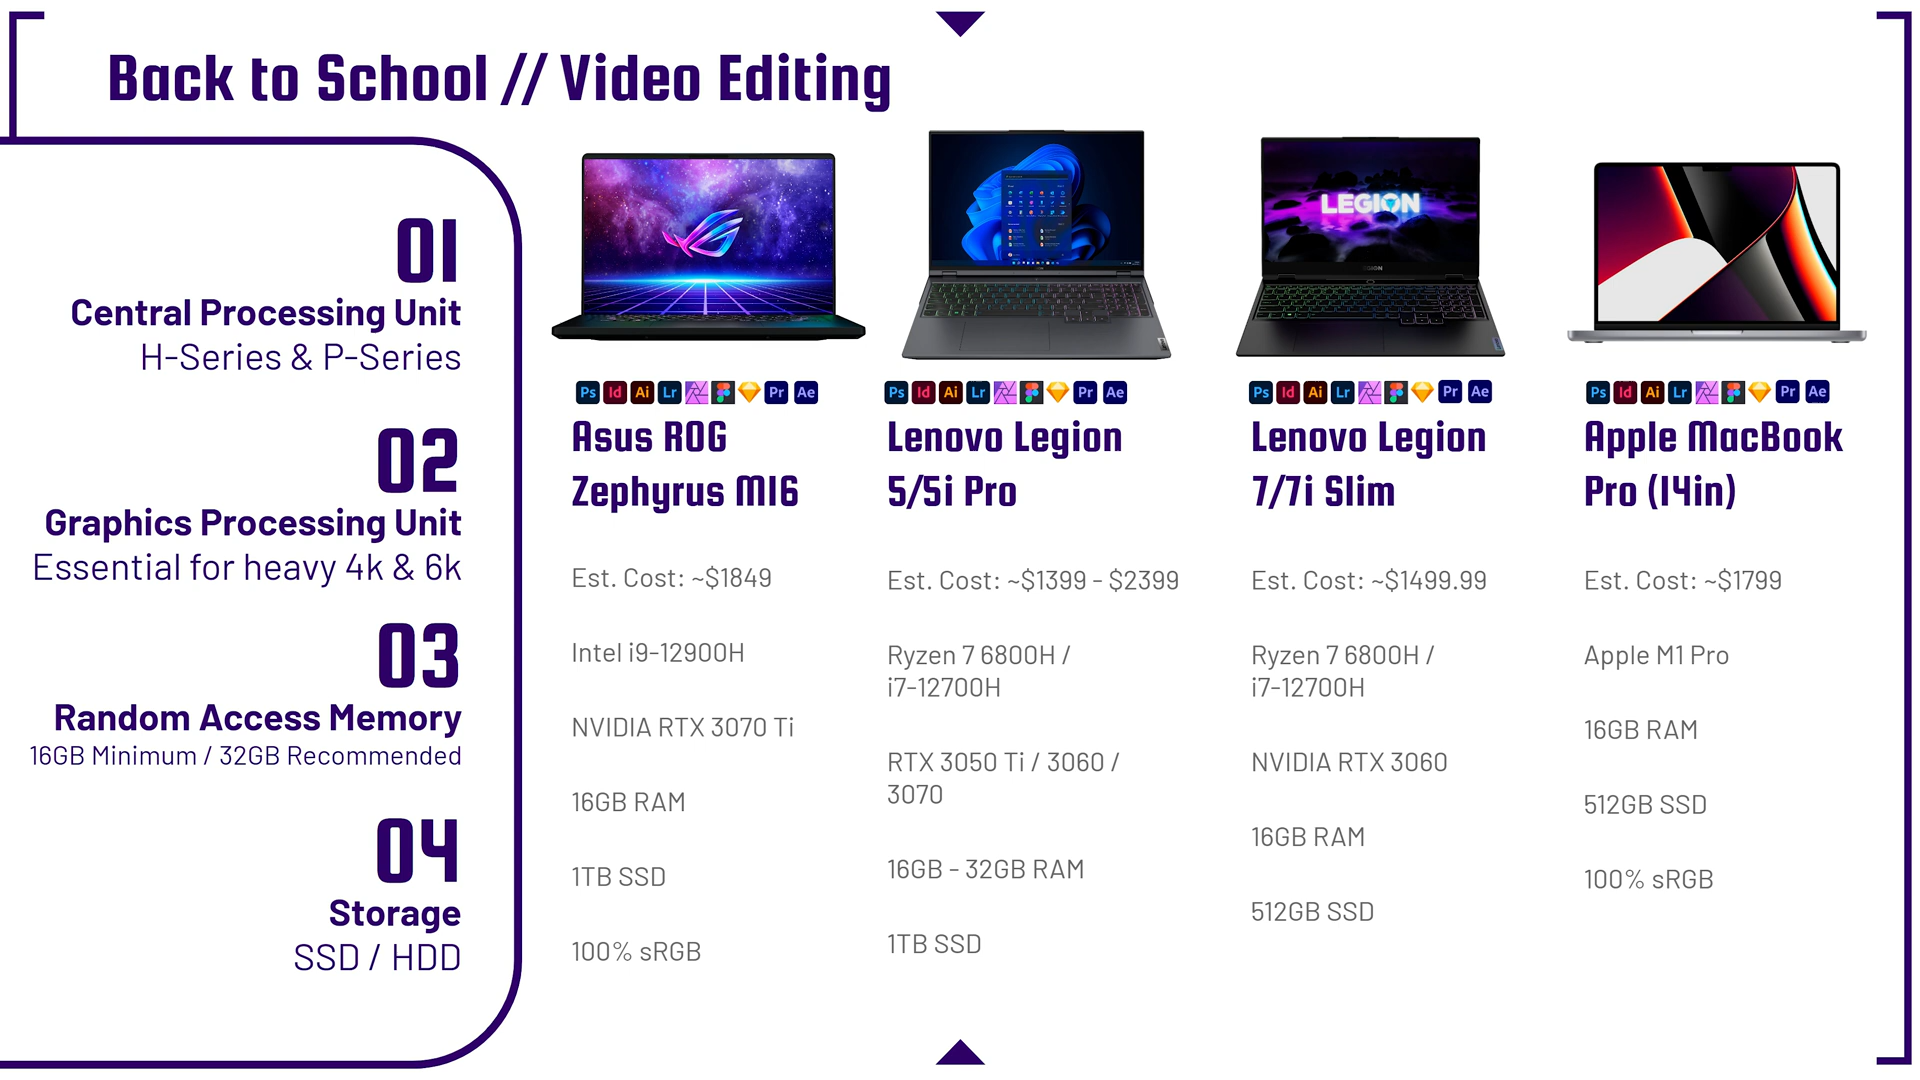 Back to School // Video Editing
01
Central Processing Unit
H-Series & P-Series
02
Graphics Processing Unit
Essential for heavy 4k & 6k
03
Random Access Memory
16GB Minimum / 32GB Recommended
04
Storage
SSD / HDD
Ps Id Ai Lr Pr Ae
Asus ROG
Zephyrus M16
Est. Cost: ~$1849
Intel i9-12900H
NVIDIA RTX 3070 Ti
16GB RAM
1TB SSD
100% sRGB
Ps Id Ai Lr Pr Ae
Lenovo Legion
5/5i Pro
Est. Cost: ~$1399 - $2399
Ryzen 7 6800H /
i7-12700H
RTX 3050 Ti / 3060 /
3070
16GB - 32GB RAM
1TB SSD
LEGION
LEGION
Ps Id Ai Lr Pr Ae
Lenovo Legion
7/7i Slim
Est. Cost: ~$1499.99
Ryzen 7 6800H /
i7-12700H
NVIDIA RTX 3060
16GB RAM
512GB SSD
Ps Id Ai Lr Pr Ae
Apple MacBook
Pro (14in)
Est. Cost: ~$1799
Apple M1 Pro
16GB RAM
512GB SSD
100% sRGB